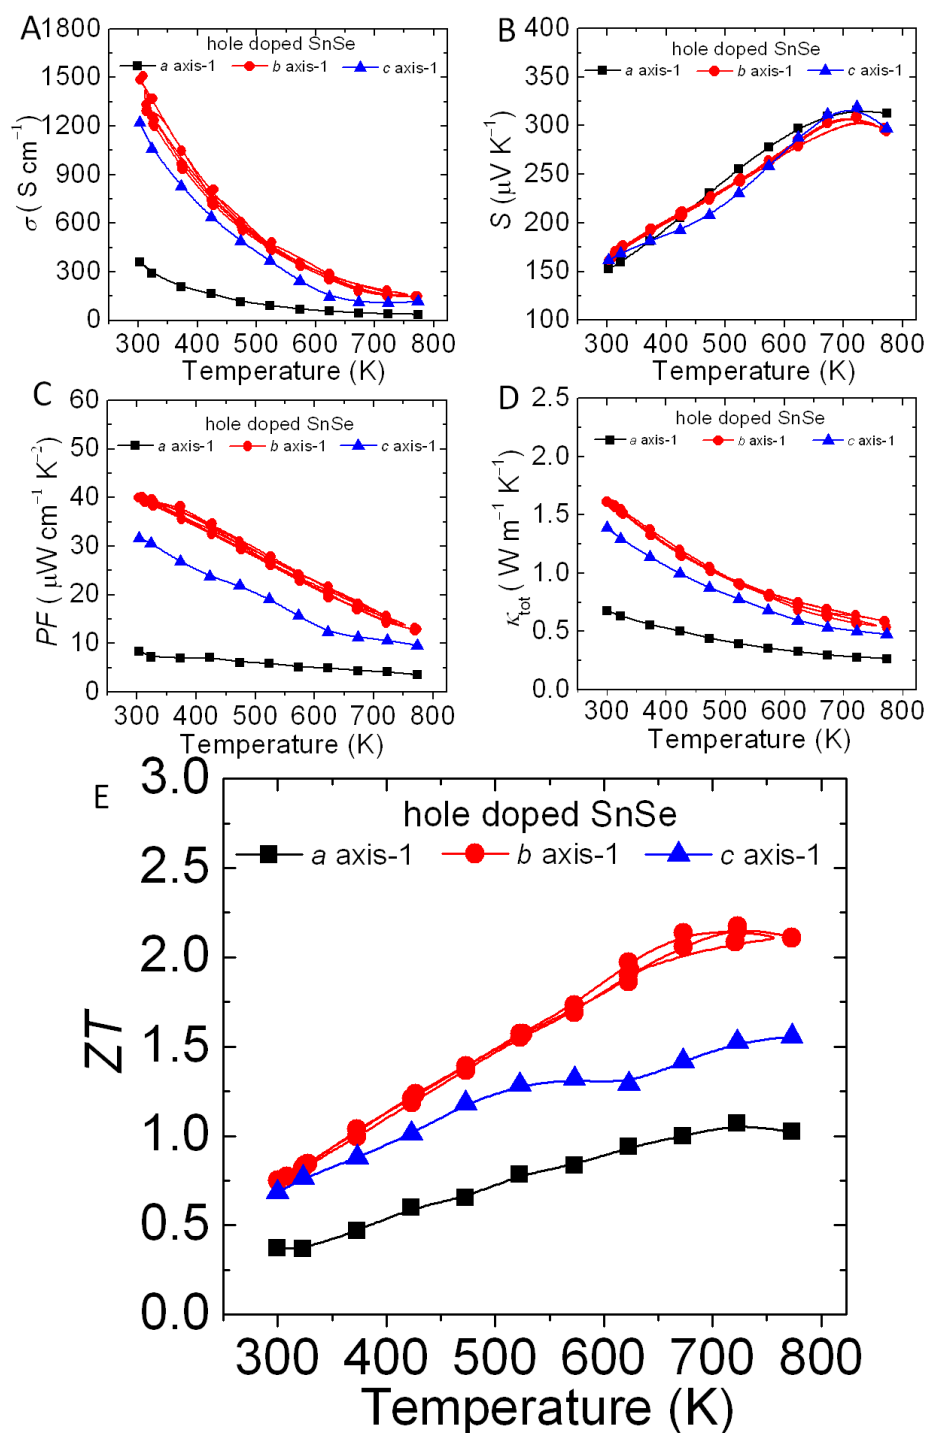 A
1800
1500
1200
900
600
300
0
σ ( S cm⁻¹)
hole doped SnSe
a axis-1 b axis-1 c axis-1
300 400 500 600 700 800
Temperature (K)
B
400
350
300
250
200
150
100
S (μV K⁻¹)
hole doped SnSe
a axis-1 b axis-1 c axis-1
300 400 500 600 700 800
Temperature (K)
C
60
50
40
30
20
10
0
PF ( μW cm⁻¹ K⁻²)
hole doped SnSe
a axis-1 b axis-1 c axis-1
300 400 500 600 700 800
Temperature (K)
D
2.5
2.0
1.5
1.0
0.5
0.0
κtot ( W m⁻¹ K⁻¹)
hole doped SnSe
a axis-1 b axis-1 c axis-1
300 400 500 600 700 800
Temperature (K)
E
3.0
2.5
2.0
1.5
1.0
0.5
0.0
ZT
hole doped SnSe
a axis-1 b axis-1 c axis-1
300 400 500 600 700 800
Temperature (K)